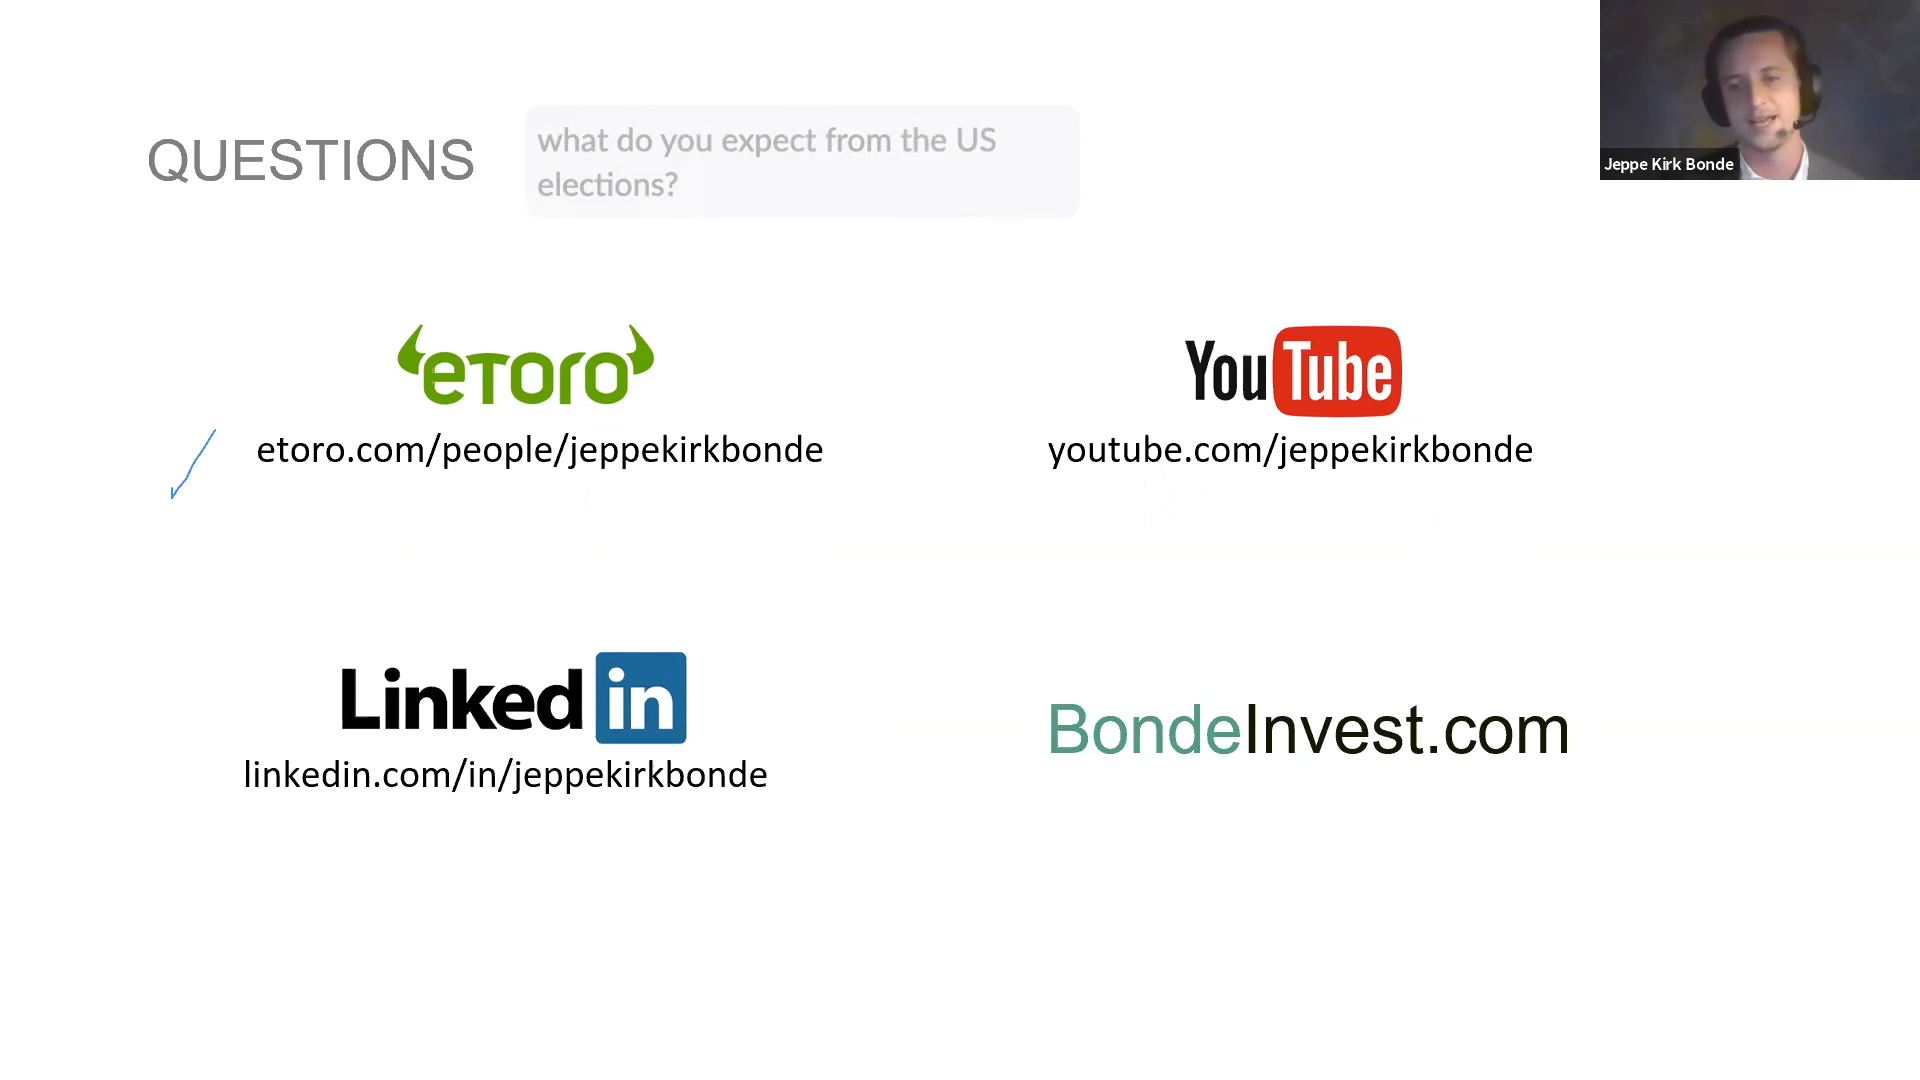 Jeppe Kirk Bonde
QUESTIONS
what do you expect from the US
elections?
etoro
etoro.com/people/jeppekirkbonde
YouTube
youtube.com/jeppekirkbonde
Linkedin
linkedin.com/in/jeppekirkbonde
BondeInvest.com